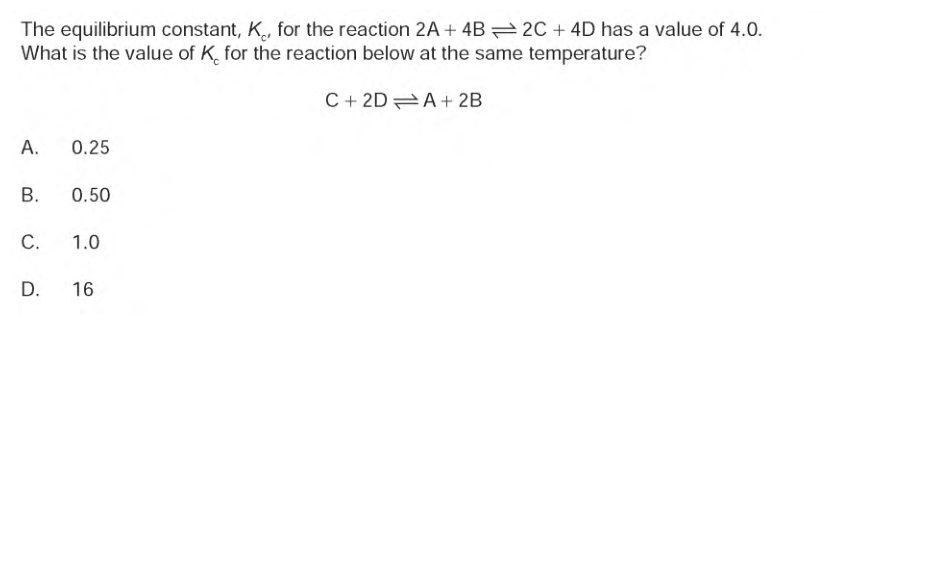 The equilibrium constant, Kc, for the reaction 2A + 4B ⇌ 2C + 4D has a value of 4.0.
What is the value of Kc for the reaction below at the same temperature?
C + 2D ⇌ A + 2B
A. 0.25
B. 0.50
C. 1.0
D. 16